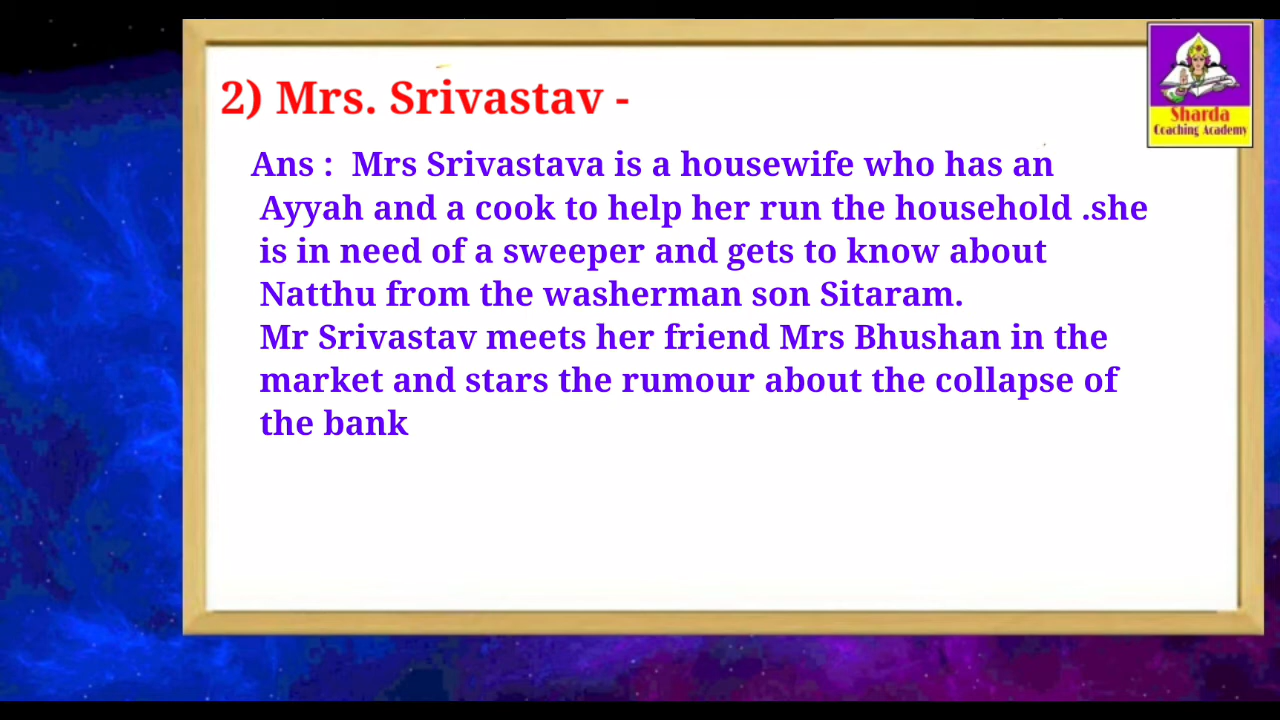 2) Mrs. Srivastav -
Sharda
Coaching Academy
Ans :  Mrs Srivastava is a housewife who has an
Ayyah and a cook to help her run the household .she
is in need of a sweeper and gets to know about
Natthu from the washerman son Sitaram.
Mr Srivastav meets her friend Mrs Bhushan in the
market and stars the rumour about the collapse of
the bank